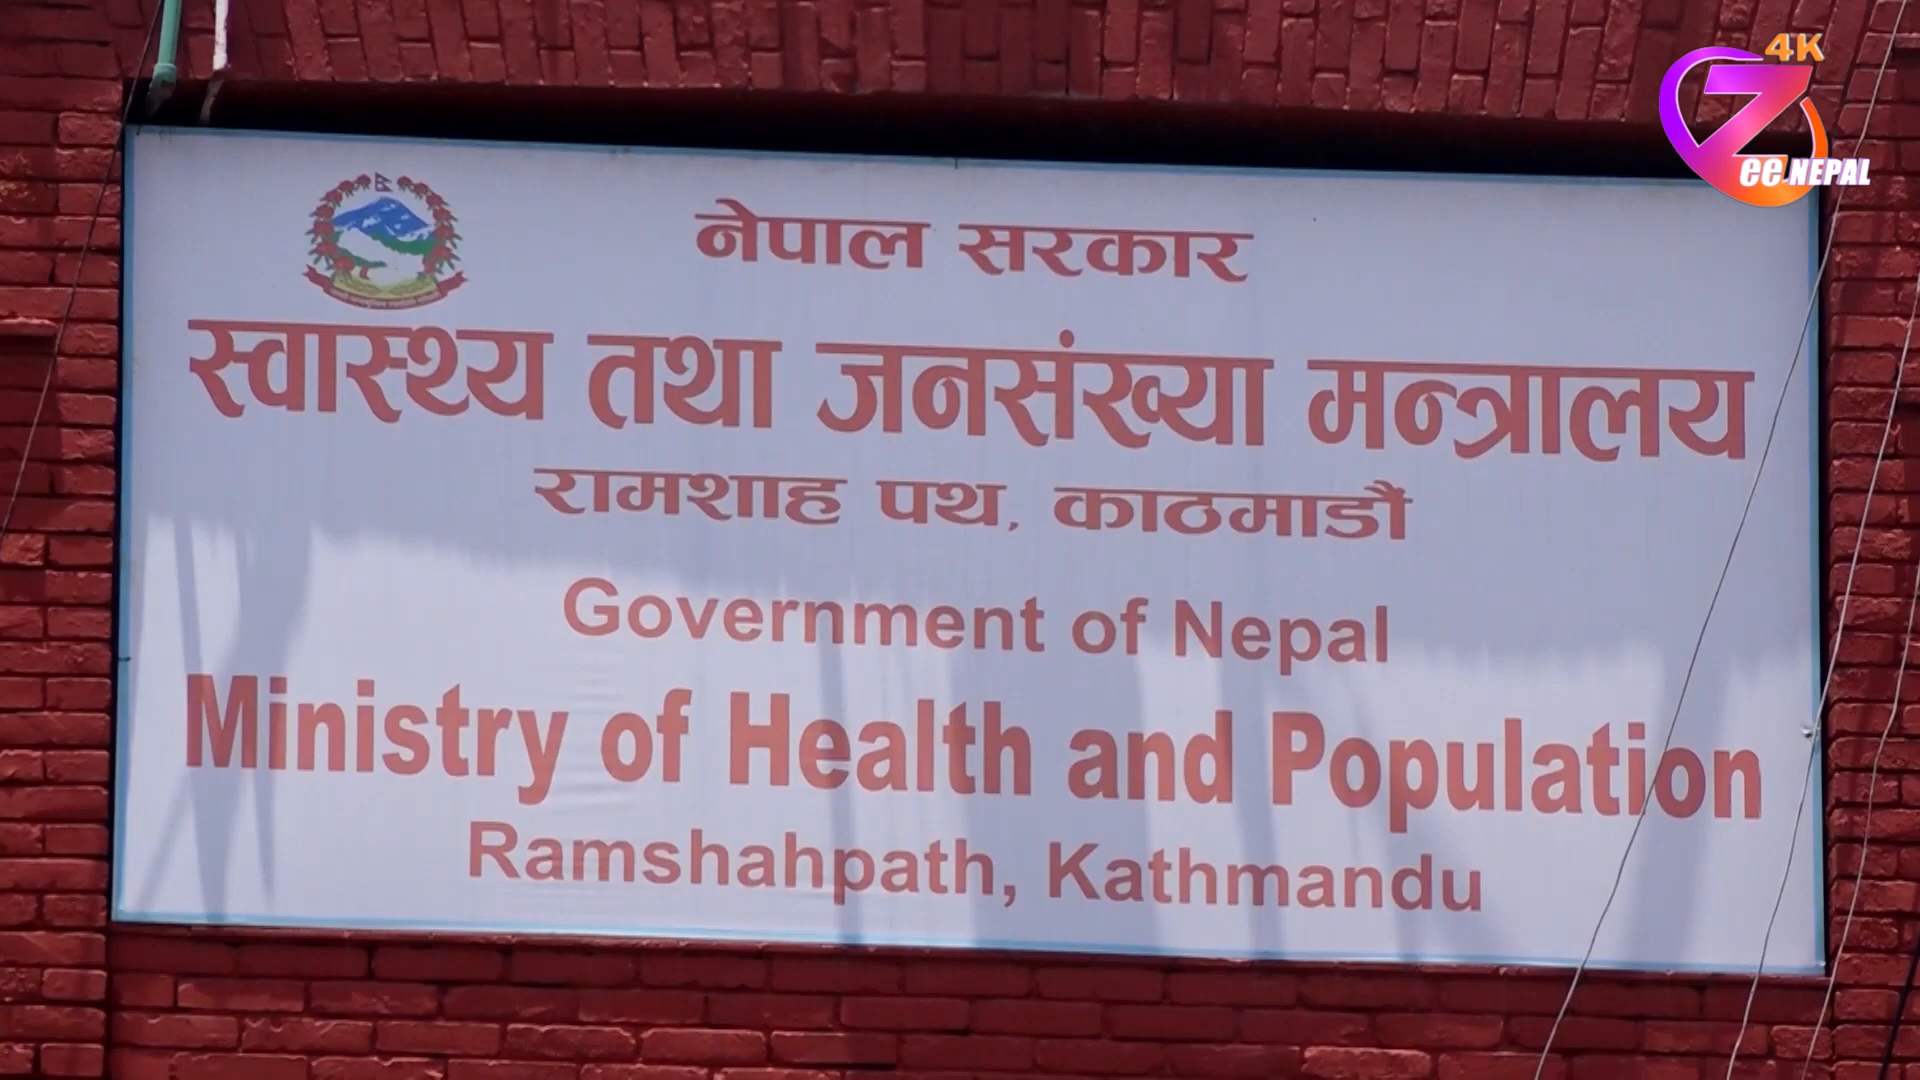 4K
Zee NEPAL
नेपाल सरकार
स्वास्थ्य तथा जनसंख्या मन्त्रालय
रामशाह पथ, काठमाडौं
Government of Nepal
Ministry of Health and Population
Ramshahpath, Kathmandu